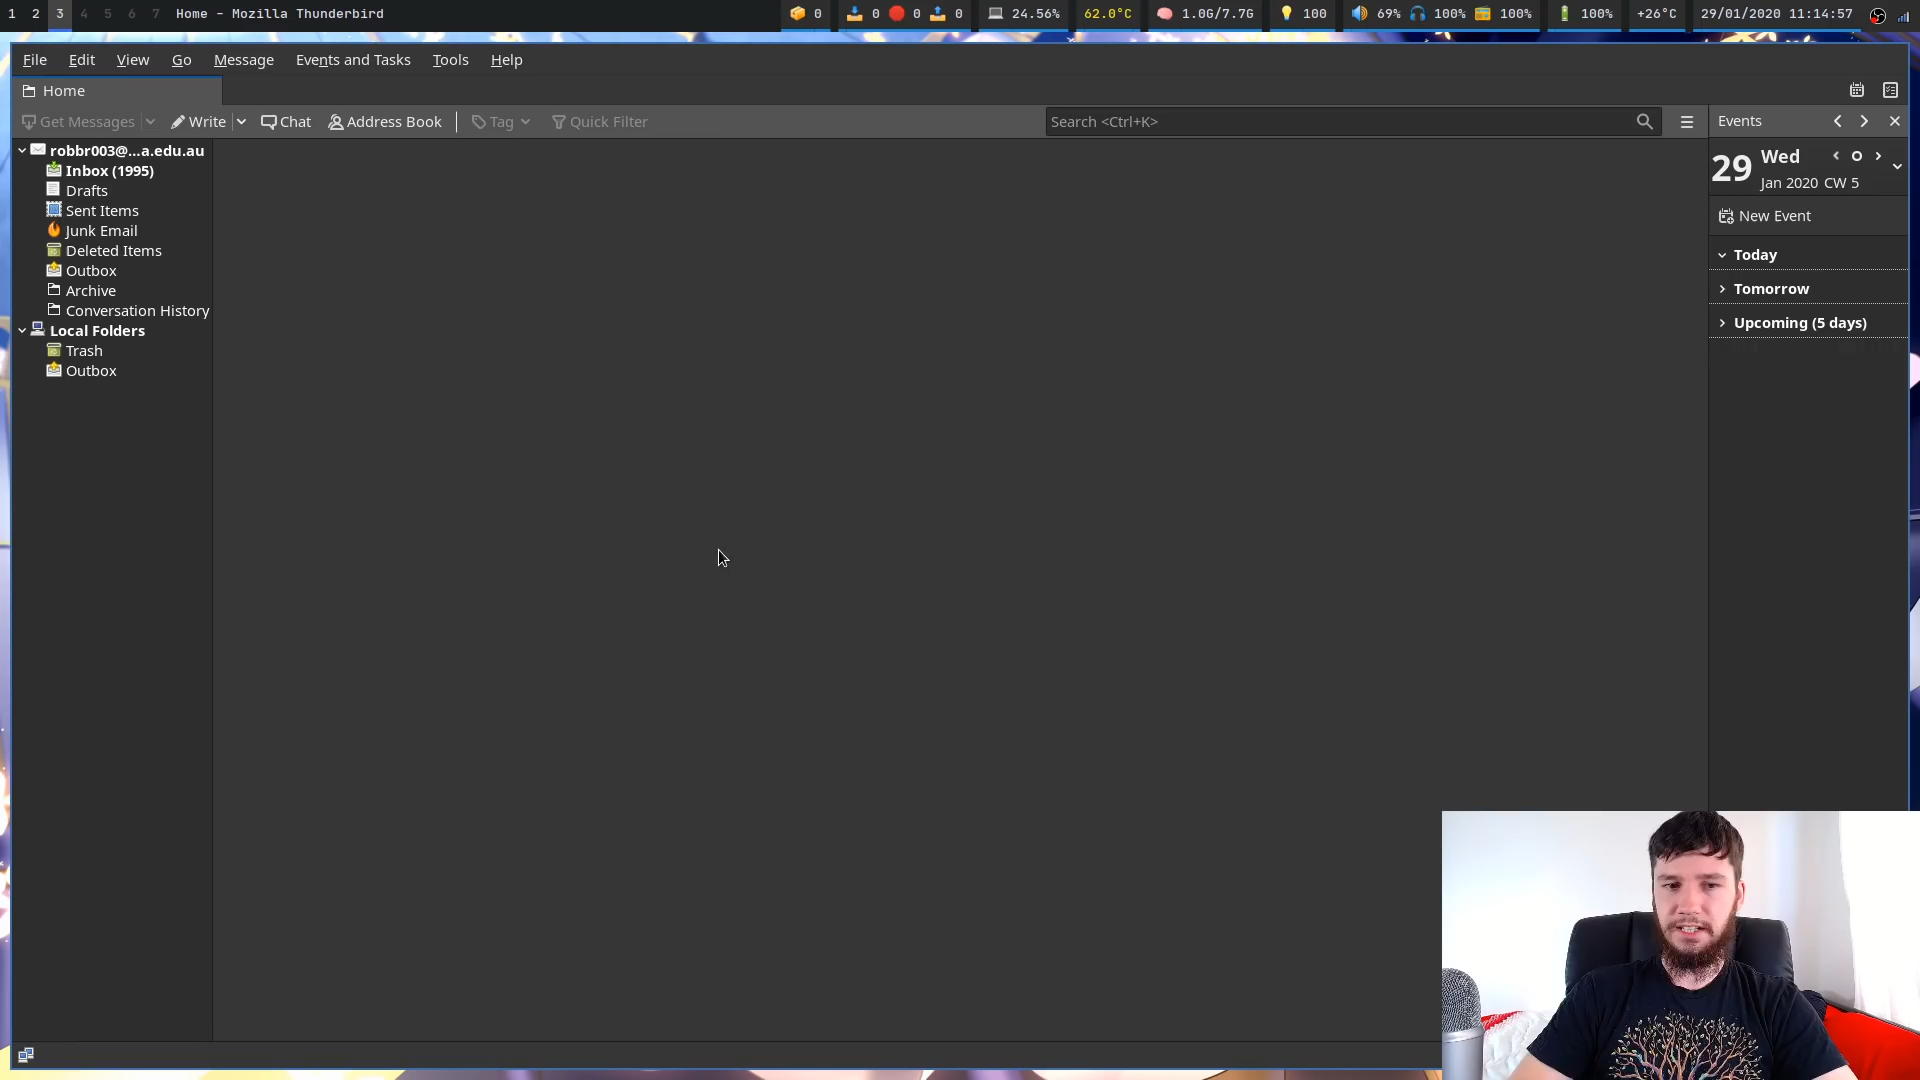 1 2 3 4 5 6 7 Home - Mozilla Thunderbird 0 0 0 0 24.56% 62.0°C 1.0G/7.7G 100 69% 100% 100% 100% +26°C 29/01/2020 11:14:57
File Edit View Go Message Events and Tasks Tools Help
Home
Get Messages Write Chat Address Book Tag Quick Filter Search <Ctrl+K>
Events
robbr003@...a.edu.au
Inbox (1995)
Drafts
Sent Items
Junk Email
Deleted Items
Outbox
Archive
Conversation History
Local Folders
Trash
Outbox
29 Wed
Jan 2020 CW 5
New Event
Today
Tomorrow
Upcoming (5 days)